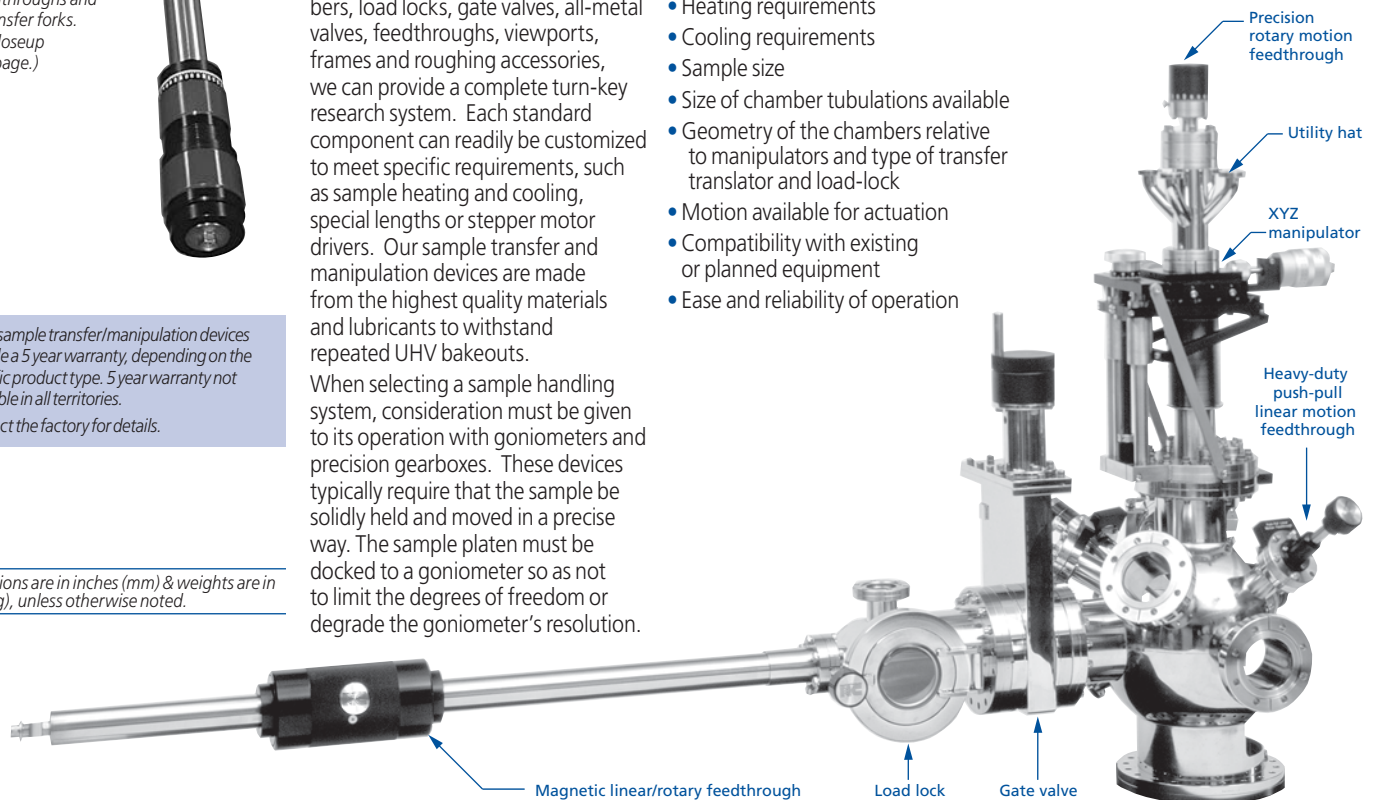 throughs and
nsfer forks.
loseup
page.)
sample transfer/manipulation devices
le a 5 year warranty, depending on the
ic product type. 5 year warranty not
ble in all territories.
ct the factory for details.
ions are in inches (mm) & weights are in
g), unless otherwise noted.
bers, load locks, gate valves, all-metal
valves, feedthroughs, viewports,
frames and roughing accessories,
we can provide a complete turn-key
research system. Each standard
component can readily be customized
to meet specific requirements, such
as sample heating and cooling,
special lengths or stepper motor
drivers. Our sample transfer and
manipulation devices are made
from the highest quality materials
and lubricants to withstand
repeated UHV bakeouts.
When selecting a sample handling
system, consideration must be given
to its operation with goniometers and
precision gearboxes. These devices
typically require that the sample be
solidly held and moved in a precise
way. The sample platen must be
docked to a goniometer so as not
to limit the degrees of freedom or
degrade the goniometer's resolution.
• Heating requirements
• Cooling requirements
• Sample size
• Size of chamber tubulations available
• Geometry of the chambers relative
to manipulators and type of transfer
translator and load-lock
• Motion available for actuation
• Compatibility with existing
or planned equipment
• Ease and reliability of operation
Precision
rotary motion
feedthrough
Utility hat
XYZ
manipulator
Heavy-duty
push-pull
linear motion
feedthrough
Magnetic linear/rotary feedthrough
Load lock
Gate valve